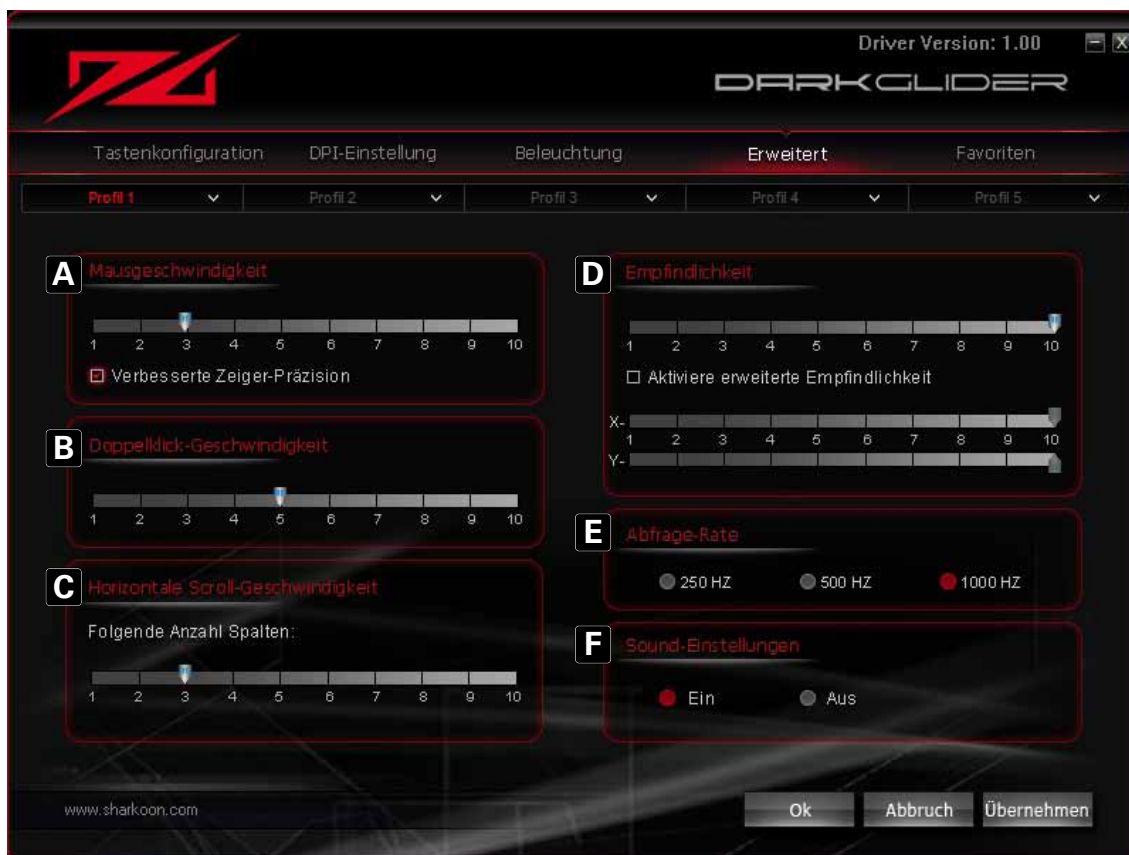 Driver Version: 1.00
DARKGLIDER
Tastenkonfiguration DPI-Einstellung Beleuchtung Erweitert Favoriten
Profil 1 Profil 2 Profil 3 Profil 4 Profil 5
A Mausgeschwindigkeit
1 2 3 4 5 6 7 8 9 10
Verbesserte Zeiger-Präzision
B Doppelklick-Geschwindigkeit
1 2 3 4 5 6 7 8 9 10
C Horizontale Scroll-Geschwindigkeit
Folgende Anzahl Spalten:
1 2 3 4 5 6 7 8 9 10
D Empfindlichkeit
1 2 3 4 5 6 7 8 9 10
Aktiviere erweiterte Empfindlichkeit
X-
1 2 3 4 5 6 7 8 9 10
Y-
E Abfrage-Rate
250 HZ 500 HZ 1000 HZ
F Sound-Einstellungen
Ein Aus
www.sharkoon.com
Ok Abbruch Übernehmen